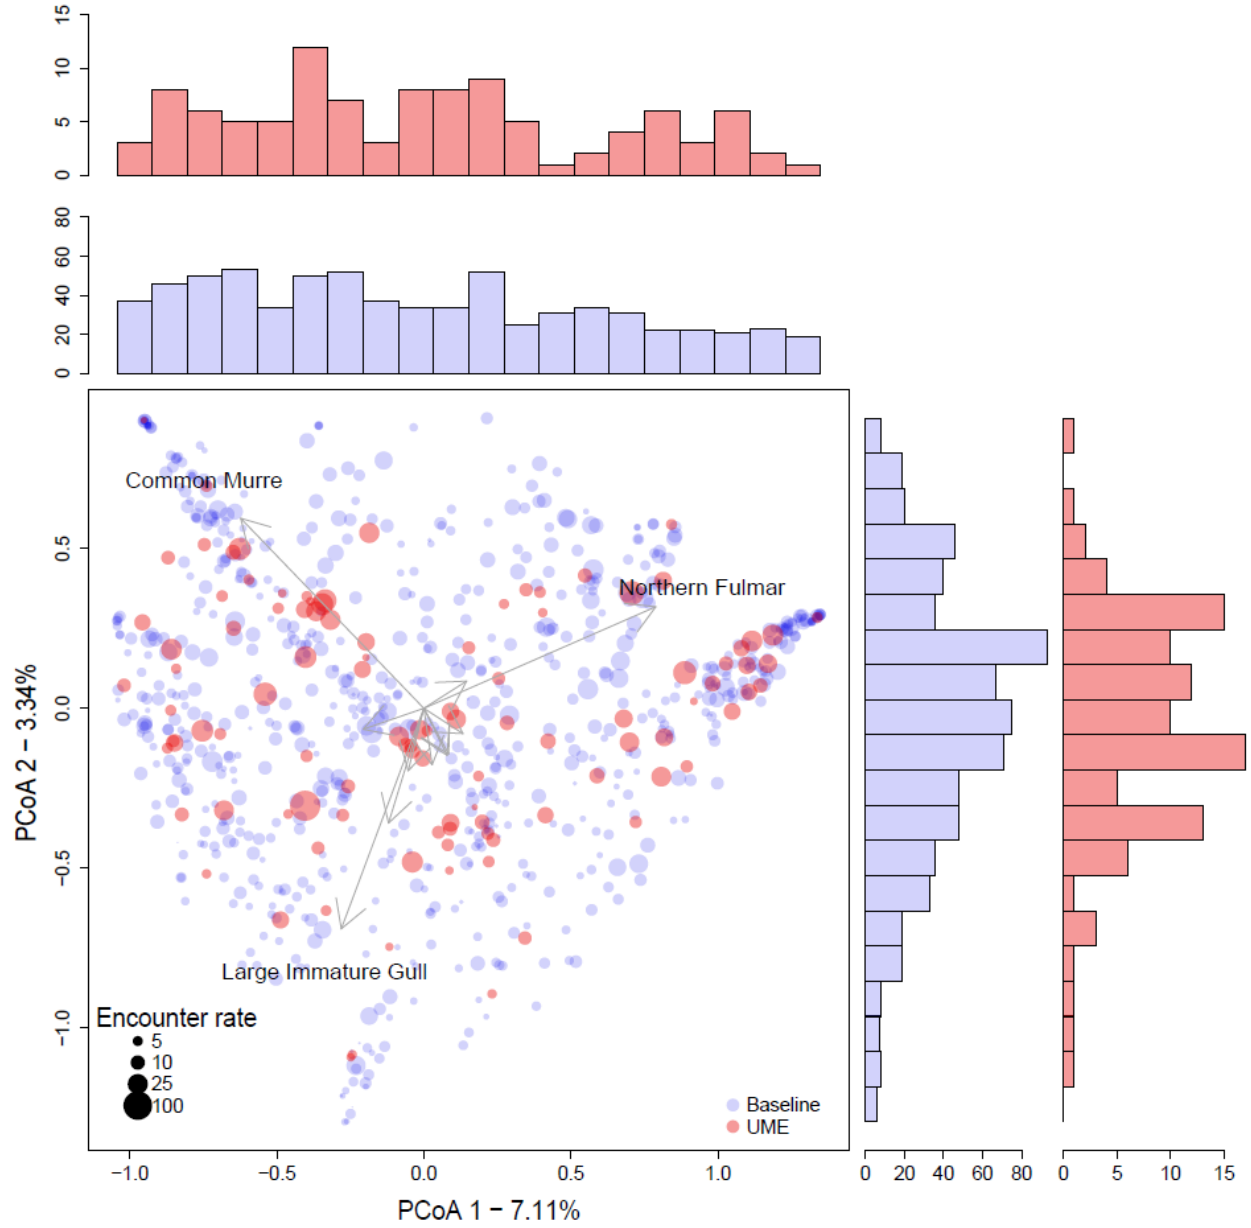 15
10
5
0
80
60
40
20
0
Common Murre
Northern Fulmar
Large Immature Gull
Encounter rate
5
10
25
100
Baseline
UME
0.5
0.0
−0.5
−1.0
PCoA 2 − 3.34%
−1.0 −0.5 0.0 0.5 1.0
PCoA 1 − 7.11%
0 20 40 60 80
0 5 10 15